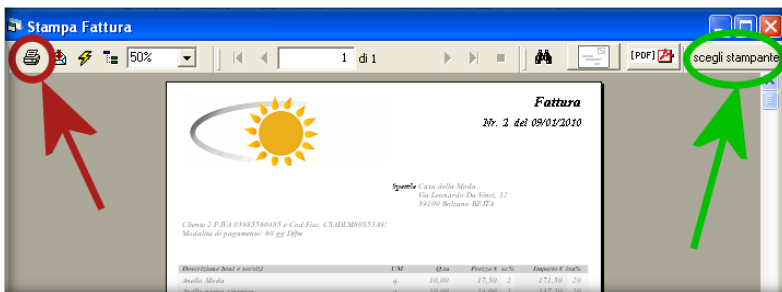 Stampa Fattura
50% 1 di 1 [PDF] scegli stampante
Fattura
Nr. 2 del 09/01/2010
Spettle Casa della Moda
Via Leonardo Da Vinci, 32
39100 Bolzano BZ ITA
Cliente 2 P.IVA 03985560485 e Cod.Fisc.
Modalità di pagamento: 60 gg Dffm
Descrizione beni e servizi UM Q.ta Prezzo € sc% Importo € iva%
Anello Moda q. 10,00 17,50 2 171,50 20